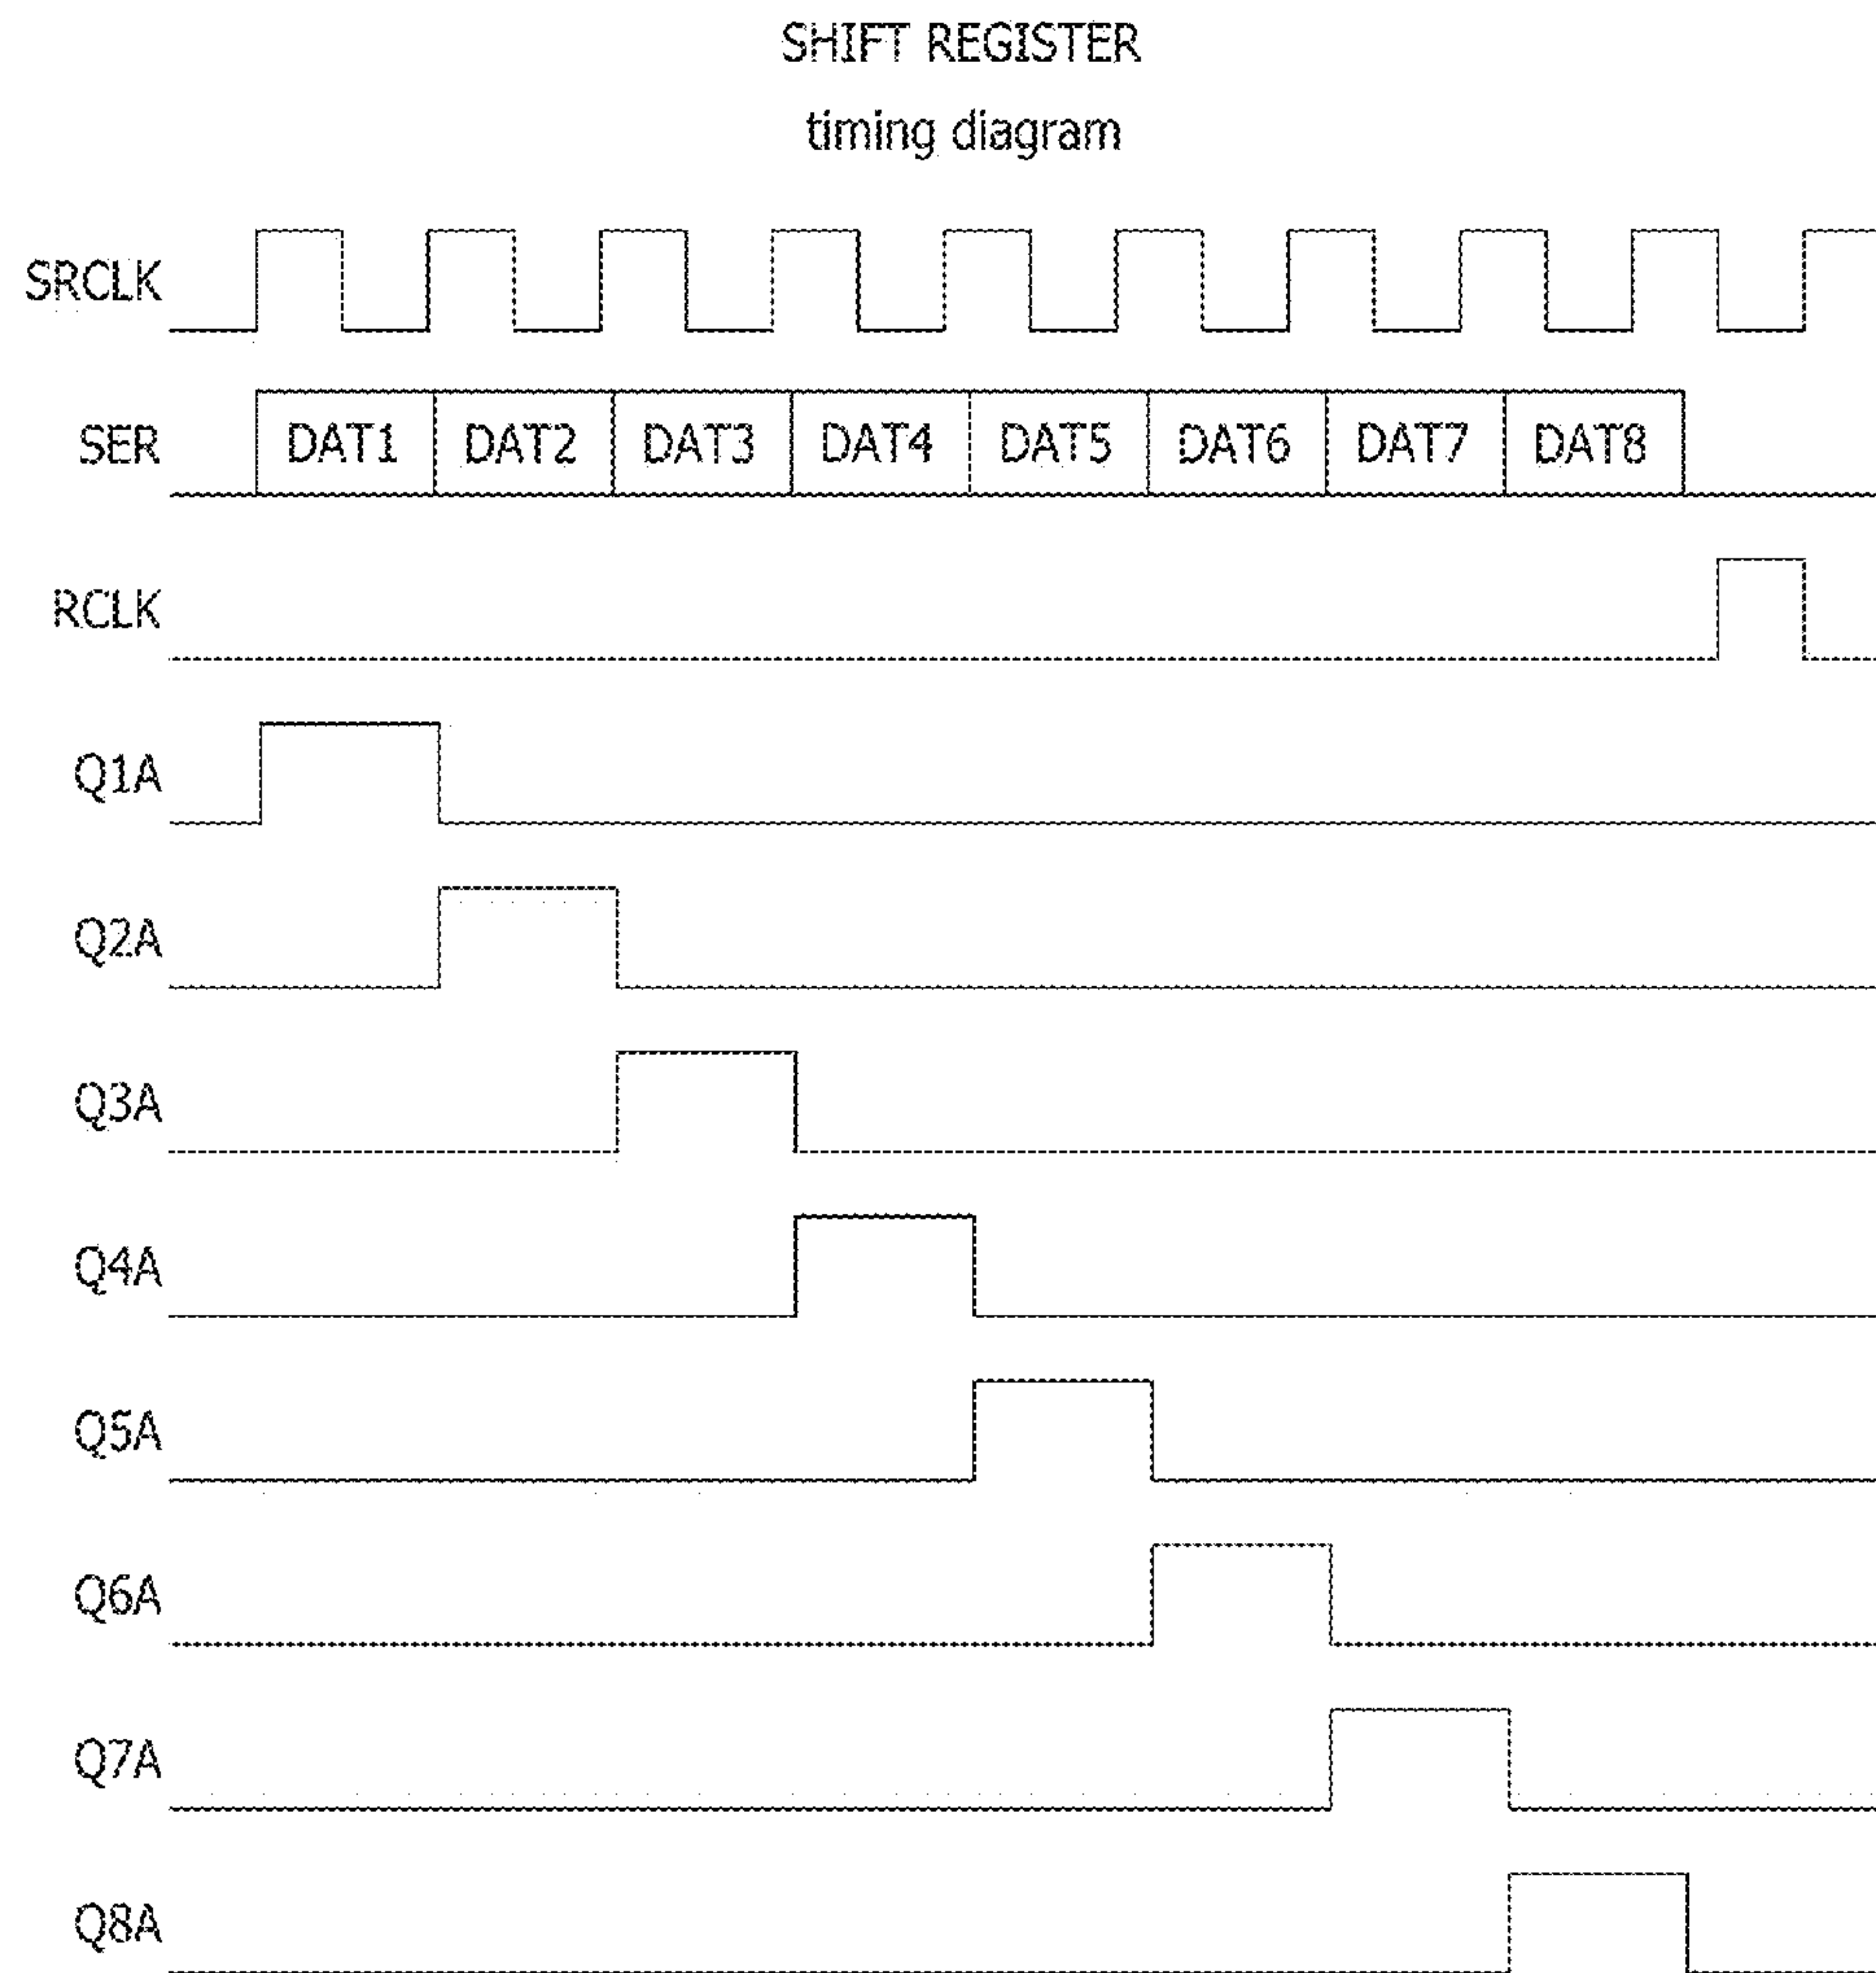 SHIFT REGISTER
timing diagram
SRCLK
SER DAT1 DAT2 DAT3 DAT4 DAT5 DAT6 DAT7 DAT8
RCLK
Q1A
Q2A
Q3A
Q4A
Q5A
Q6A
Q7A
Q8A